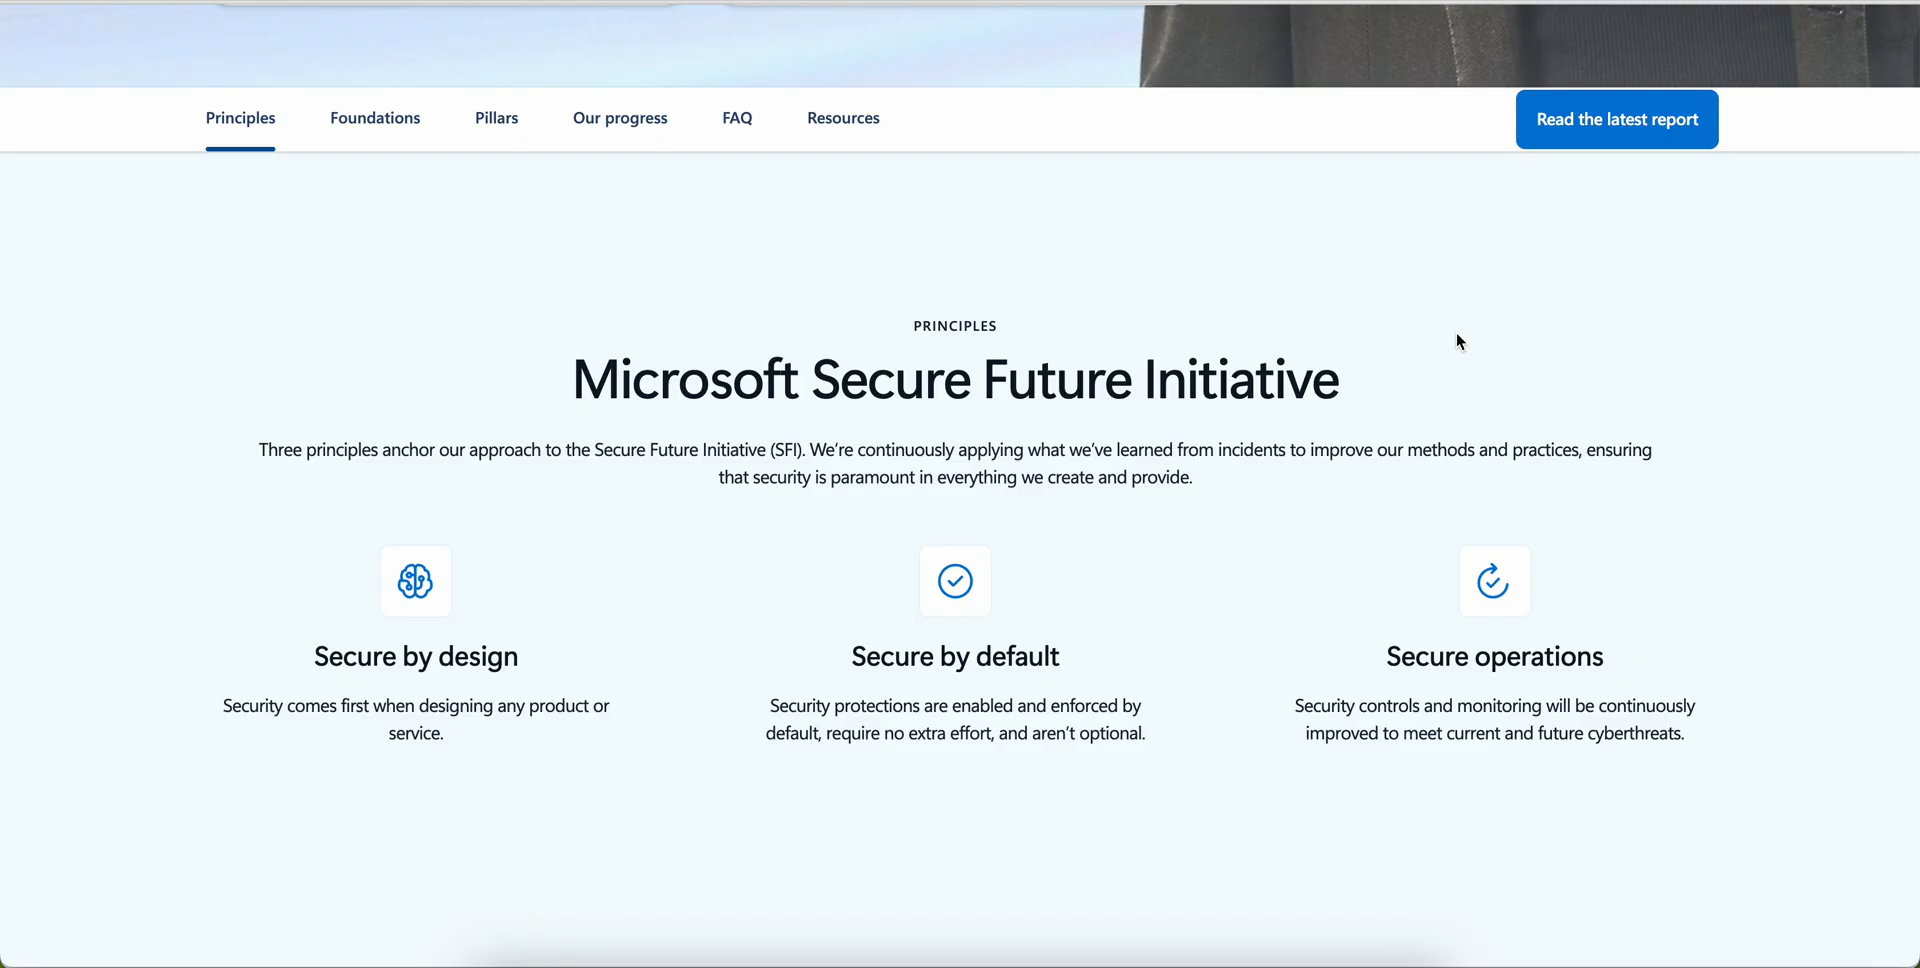 Principles
Foundations
Pillars
Our progress
FAQ
Resources
Read the latest report
PRINCIPLES
Microsoft Secure Future Initiative
Three principles anchor our approach to the Secure Future Initiative (SFI). We’re continuously applying what we’ve learned from incidents to improve our methods and practices, ensuring
that security is paramount in everything we create and provide.
Secure by design
Security comes first when designing any product or
service.
Secure by default
Security protections are enabled and enforced by
default, require no extra effort, and aren’t optional.
Secure operations
Security controls and monitoring will be continuously
improved to meet current and future cyberthreats.